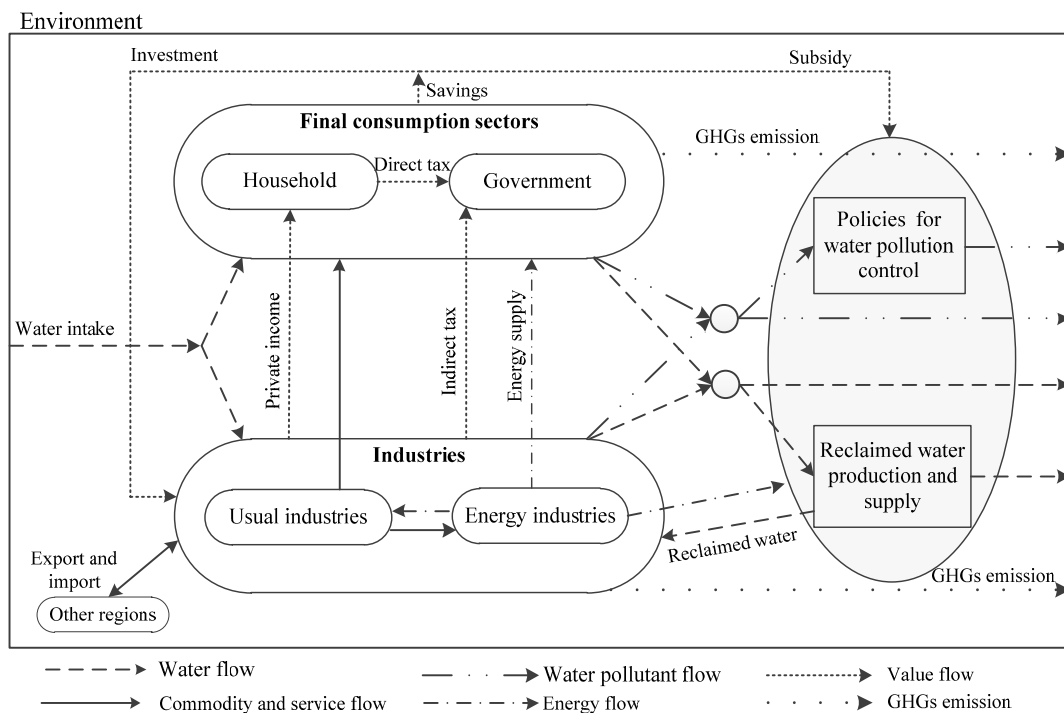 Environment
Investment
Subsidy
Savings
Final consumption sectors
GHGs emission
Direct tax
Household
Government
Policies for
water pollution
control
Water intake
Private income
Indirect tax
Energy supply
Industries
Reclaimed water
production and
supply
Usual industries
Energy industries
Reclaimed water
Export and
import
GHGs emission
Other regions
Water flow
Water pollutant flow
Value flow
Commodity and service flow
Energy flow
GHGs emission